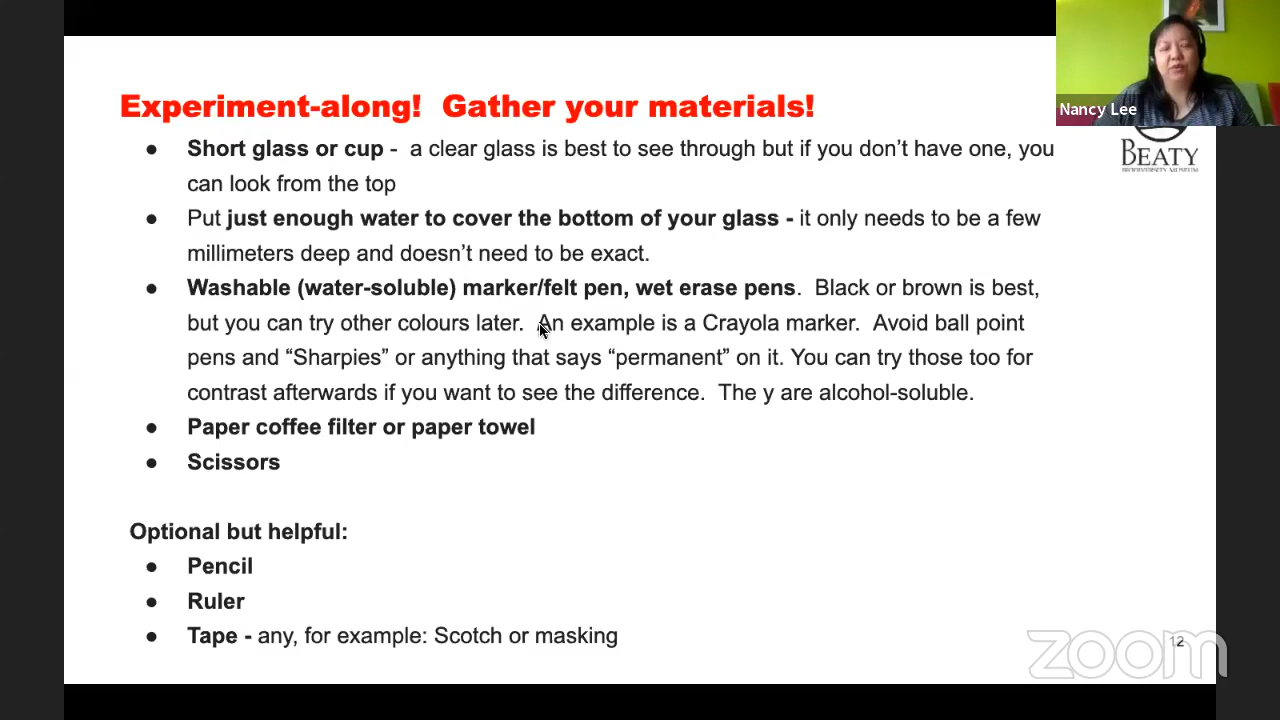 Experiment-along!  Gather your materials!
● Short glass or cup -  a clear glass is best to see through but if you don't have one, you
can look from the top
● Put just enough water to cover the bottom of your glass - it only needs to be a few
millimeters deep and doesn't need to be exact.
● Washable (water-soluble) marker/felt pen, wet erase pens.  Black or brown is best,
but you can try other colours later.  An example is a Crayola marker.  Avoid ball point
pens and “Sharpies” or anything that says “permanent” on it. You can try those too for
contrast afterwards if you want to see the difference.  The y are alcohol-soluble.
● Paper coffee filter or paper towel
● Scissors
Optional but helpful:
● Pencil
● Ruler
● Tape - any, for example: Scotch or masking
Nancy Lee
BEATY
BIODIVERSITY MUSEUM
zoom
12